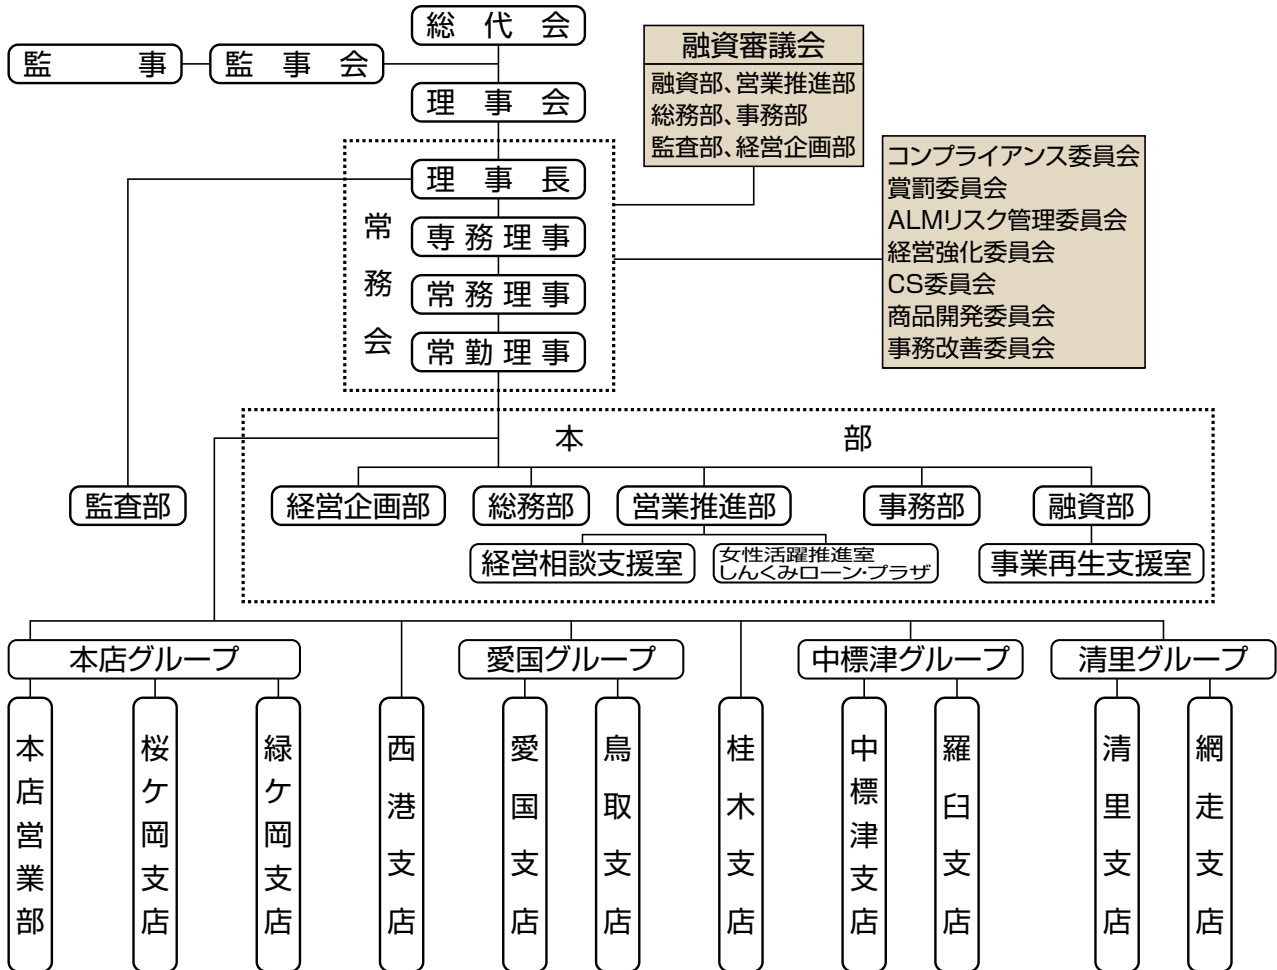 総代会
監事
監事会
理事会
融資審議会
融資部、営業推進部
総務部、事務部
監査部、経営企画部
コンプライアンス委員会
賞罰委員会
ALMリスク管理委員会
経営強化委員会
CS委員会
商品開発委員会
事務改善委員会
常務会
理事長
専務理事
常務理事
常勤理事
本部
監査部
経営企画部
総務部
営業推進部
事務部
融資部
経営相談支援室
女性活躍推進室
しんくみローン・プラザ
事業再生支援室
本店グループ
愛国グループ
中標津グループ
清里グループ
本店営業部
桜ケ岡支店
緑ケ岡支店
西港支店
愛国支店
鳥取支店
桂木支店
中標津支店
羅臼支店
清里支店
網走支店